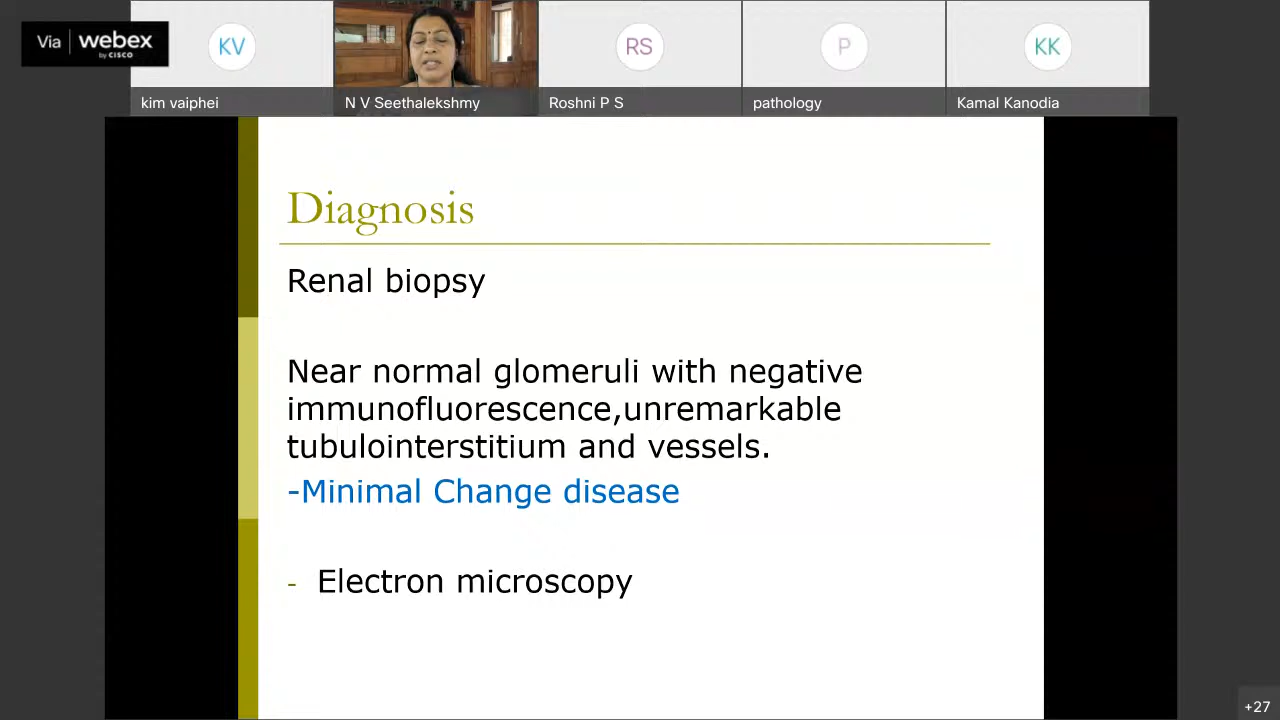 Via webex
by CISCO
KV
RS
P
KK
kim vaiphei
N V Seethalekshmy
Roshni P S
pathology
Kamal Kanodia
Diagnosis
Renal biopsy
Near normal glomeruli with negative
immunofluorescence,unremarkable
tubulointerstitium and vessels.
-Minimal Change disease
- Electron microscopy
+27